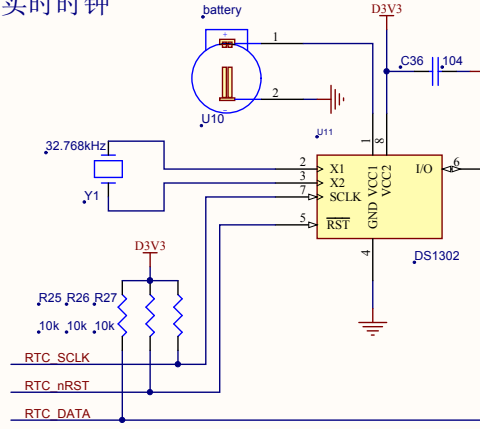 实时时钟
battery
D3V3
+
1
C36
104
2
-
U10
U11
32.768kHz
1
8
2
X1
I/O
6
3
X2
VCC1
VCC2
7
SCLK
GND
Y1
5
RST
4
DS1302
D3V3
R25 R26 R27
10k 10k 10k
RTC_SCLK
RTC_nRST
RTC_DATA